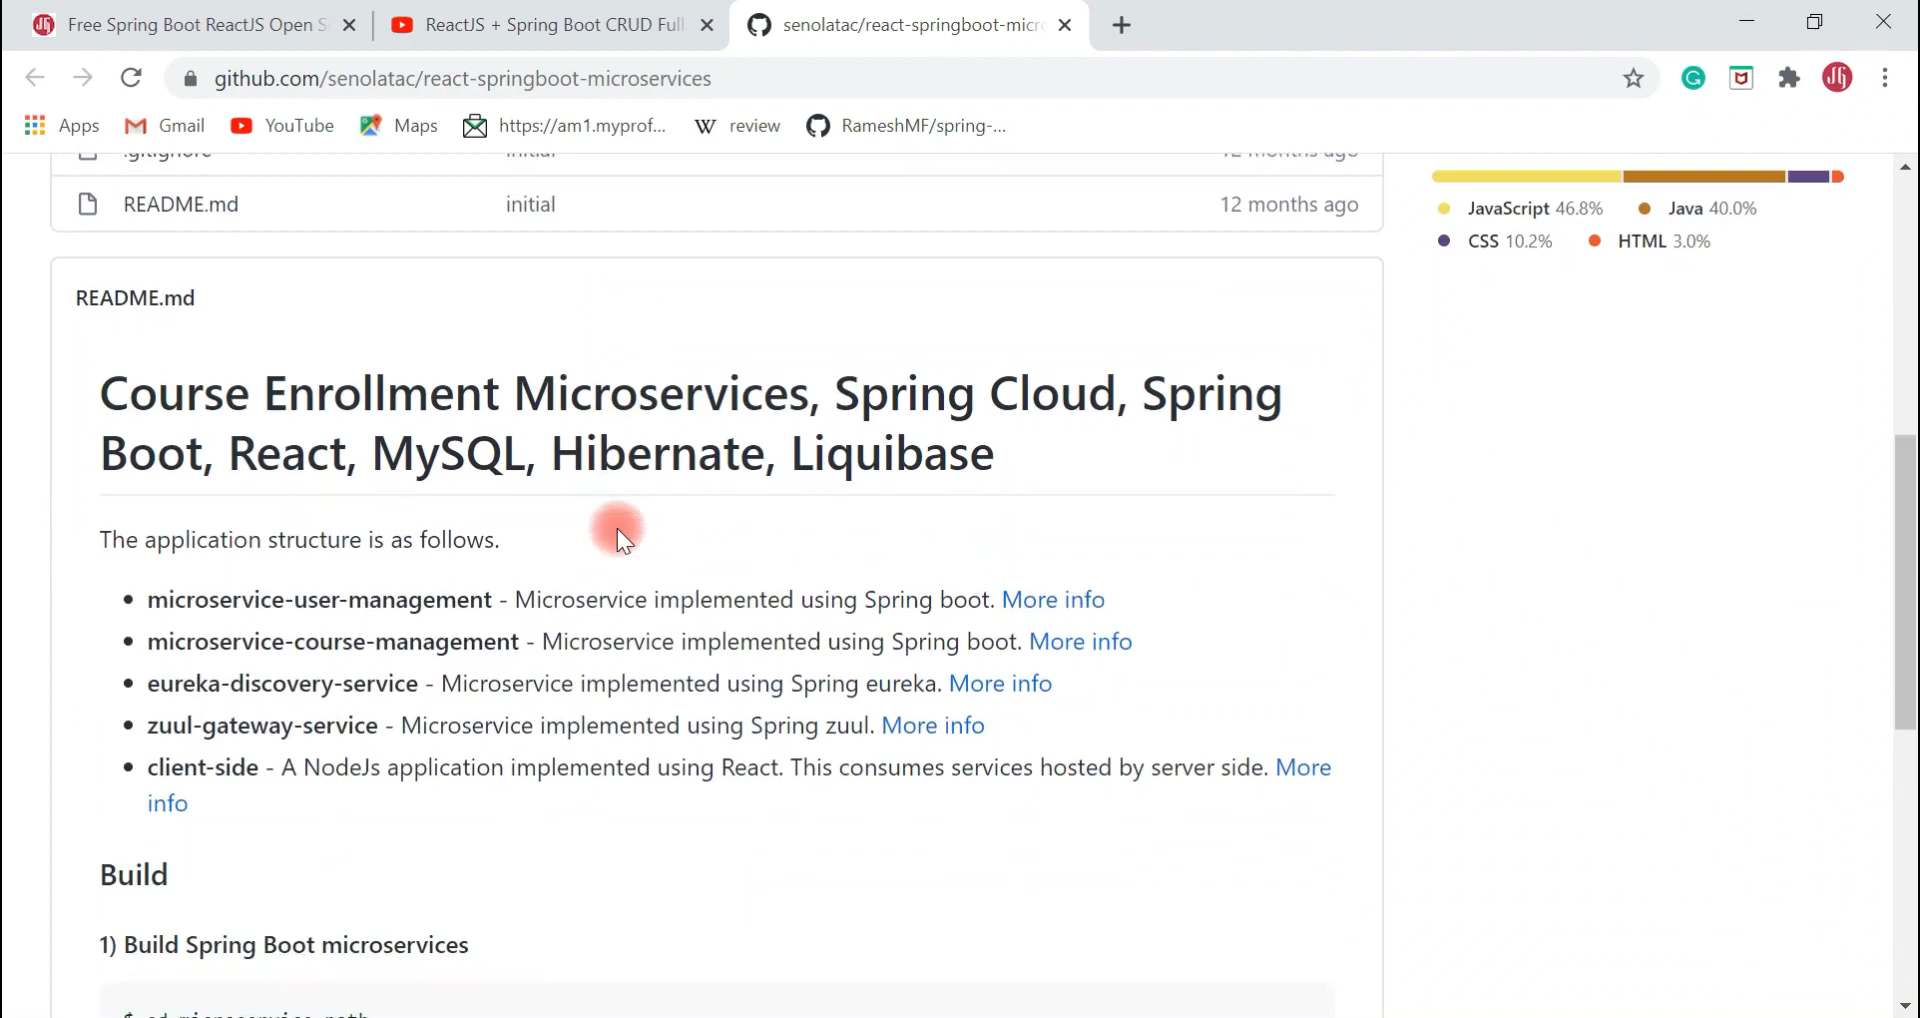 Free Spring Boot ReactJS Open S
ReactJS + Spring Boot CRUD Full
senolatac/react-springboot-micro
github.com/senolatac/react-springboot-microservices
Apps
Gmail
YouTube
Maps
https://am1.myprof...
review
RameshMF/spring-...
.gitignore initial 12 months ago
README.md initial 12 months ago
JavaScript 46.8% Java 40.0%
CSS 10.2% HTML 3.0%
README.md
Course Enrollment Microservices, Spring Cloud, Spring
Boot, React, MySQL, Hibernate, Liquibase
The application structure is as follows.
microservice-user-management - Microservice implemented using Spring boot. More info
microservice-course-management - Microservice implemented using Spring boot. More info
eureka-discovery-service - Microservice implemented using Spring eureka. More info
zuul-gateway-service - Microservice implemented using Spring zuul. More info
client-side - A NodeJs application implemented using React. This consumes services hosted by server side. More
info
Build
1) Build Spring Boot microservices